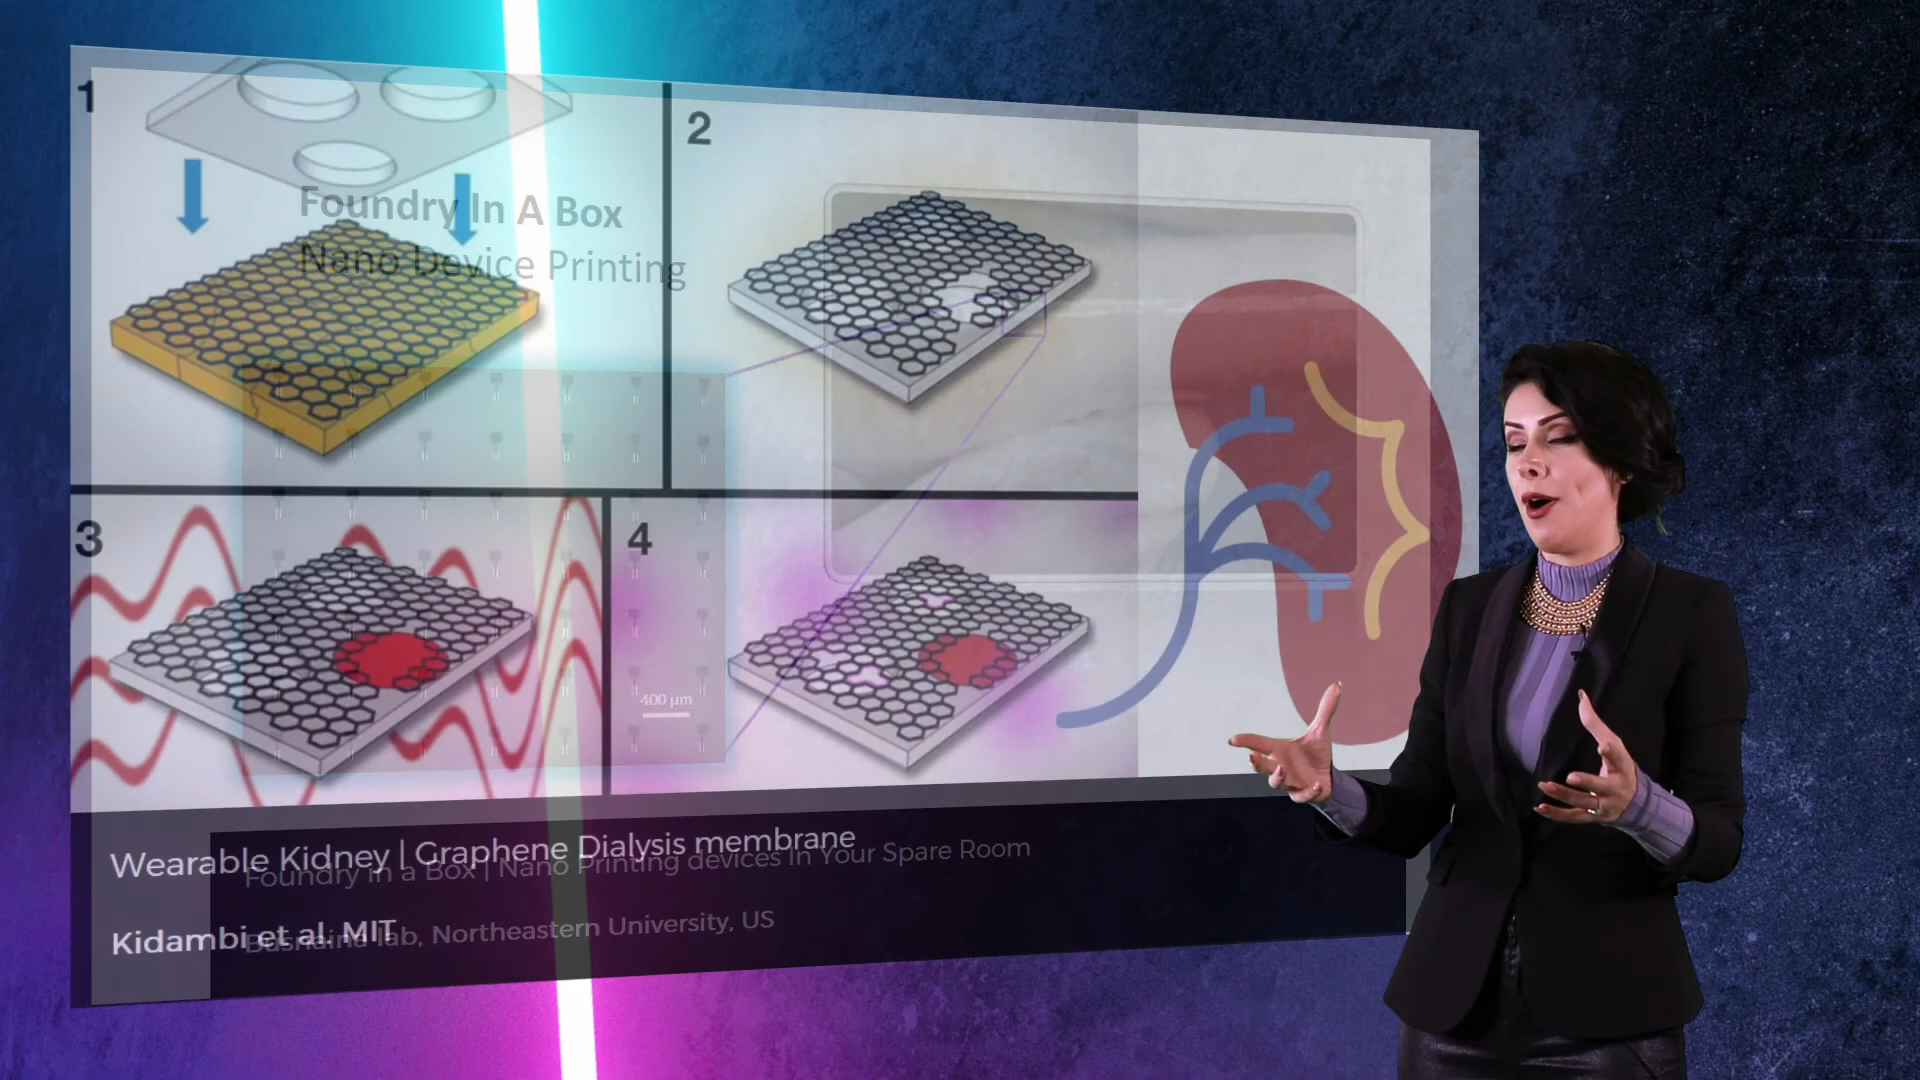 1
2
Foundry In A Box
Nano Device Printing
3
4
400 µm
Wearable Kidney | Graphene Dialysis membrane
Foundry in a Box | Nano Printing devices In Your Spare Room
Kidambi et al. MIT
lab, Northeastern University, US